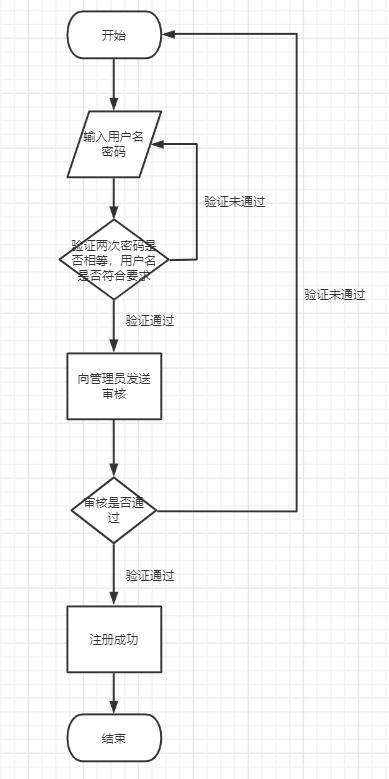 开始
输入用户名
密码
验证未通过
验证两次密码是
否相等，用户名
是否符合要求
验证未通过
验证通过
向管理员发送
审核
审核是否通
过
验证通过
注册成功
结束